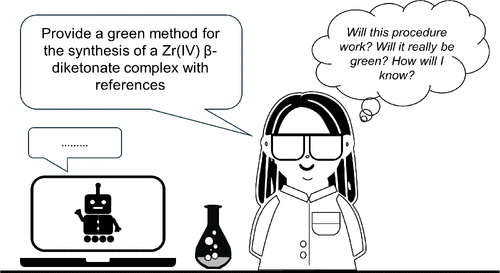 Provide a green method for
the synthesis of a Zr(IV) β-
diketonate complex with
references
Will this procedure
work? Will it really be
green? How will I
know?
.........